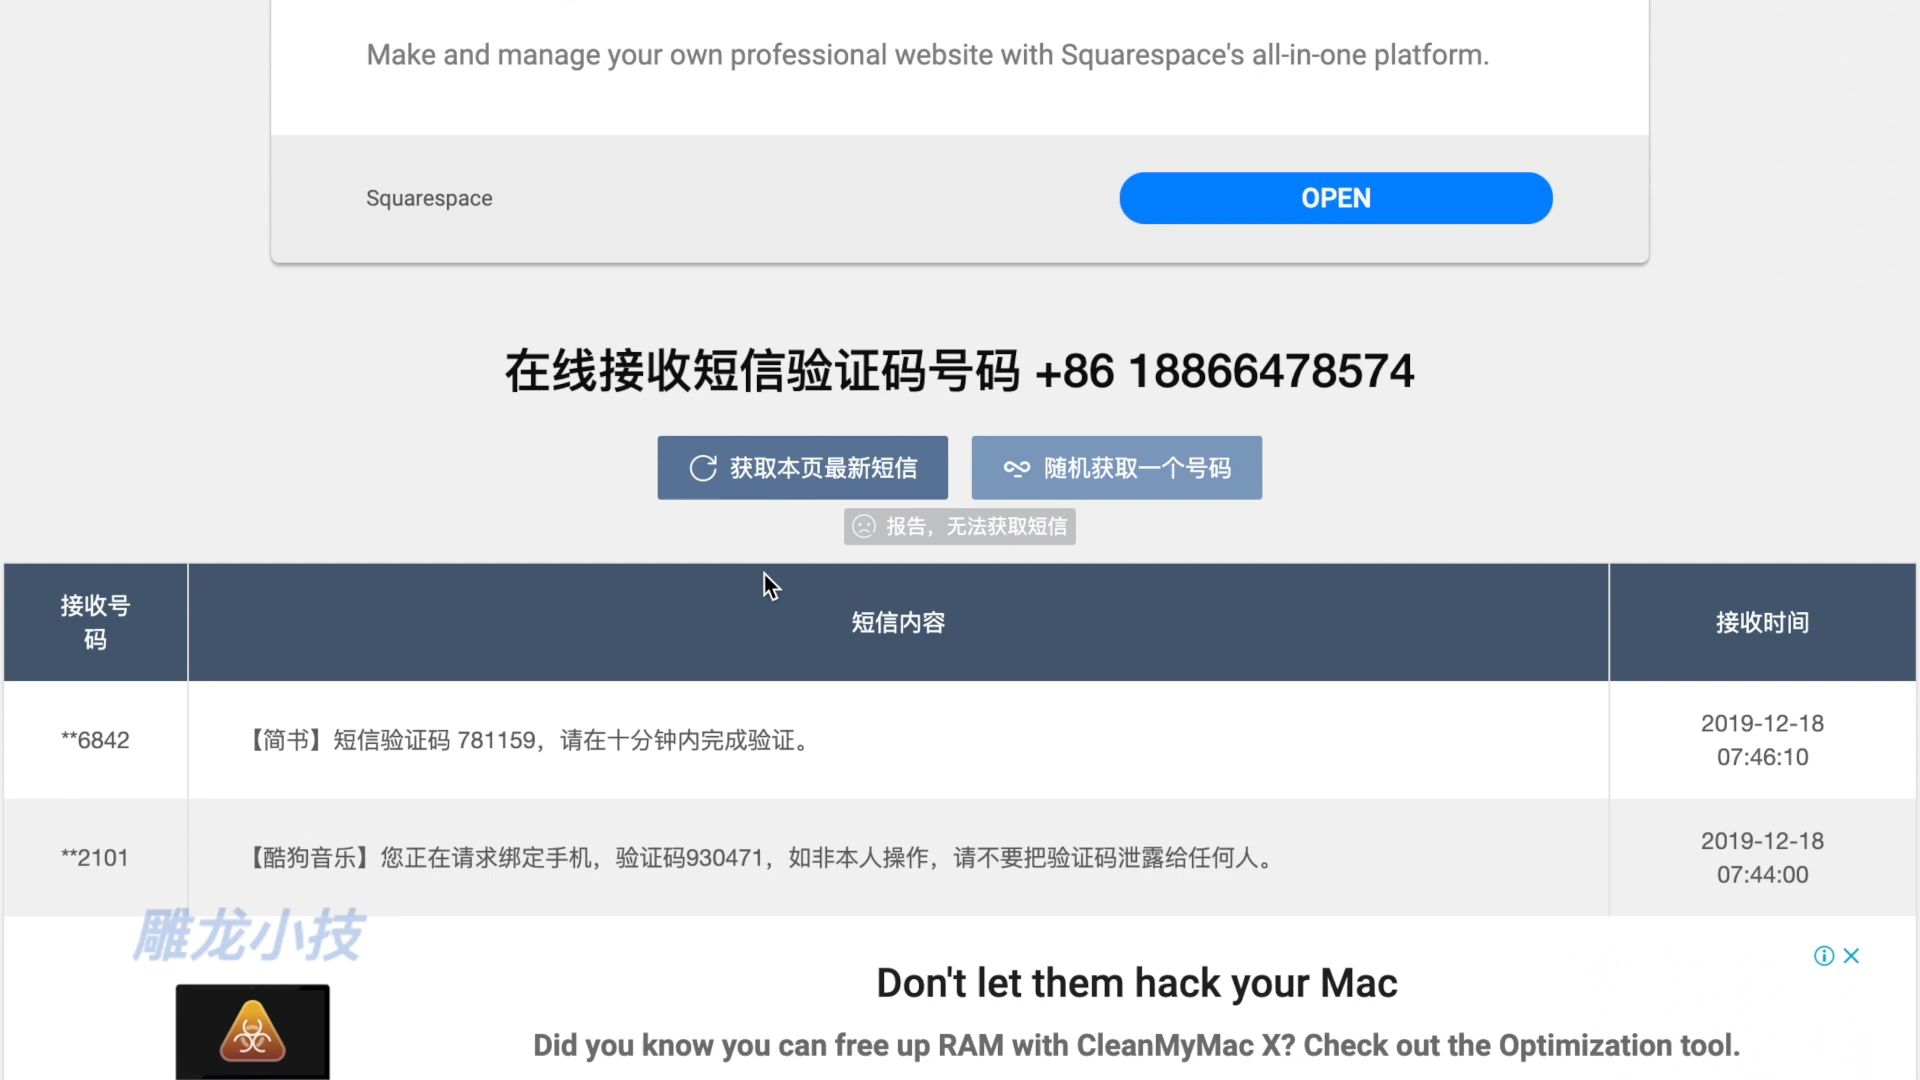 Make and manage your own professional website with Squarespace's all-in-one platform.
Squarespace
OPEN
在线接收短信验证码号码 +86 18866478574
获取本页最新短信
随机获取一个号码
报告，无法获取短信
接收号
码
短信内容
接收时间
**6842
【简书】短信验证码 781159，请在十分钟内完成验证。
2019-12-18
07:46:10
**2101
【酷狗音乐】您正在请求绑定手机，验证码930471，如非本人操作，请不要把验证码泄露给任何人。
2019-12-18
07:44:00
雕龙小技
Don't let them hack your Mac
Did you know you can free up RAM with CleanMyMac X? Check out the Optimization tool.